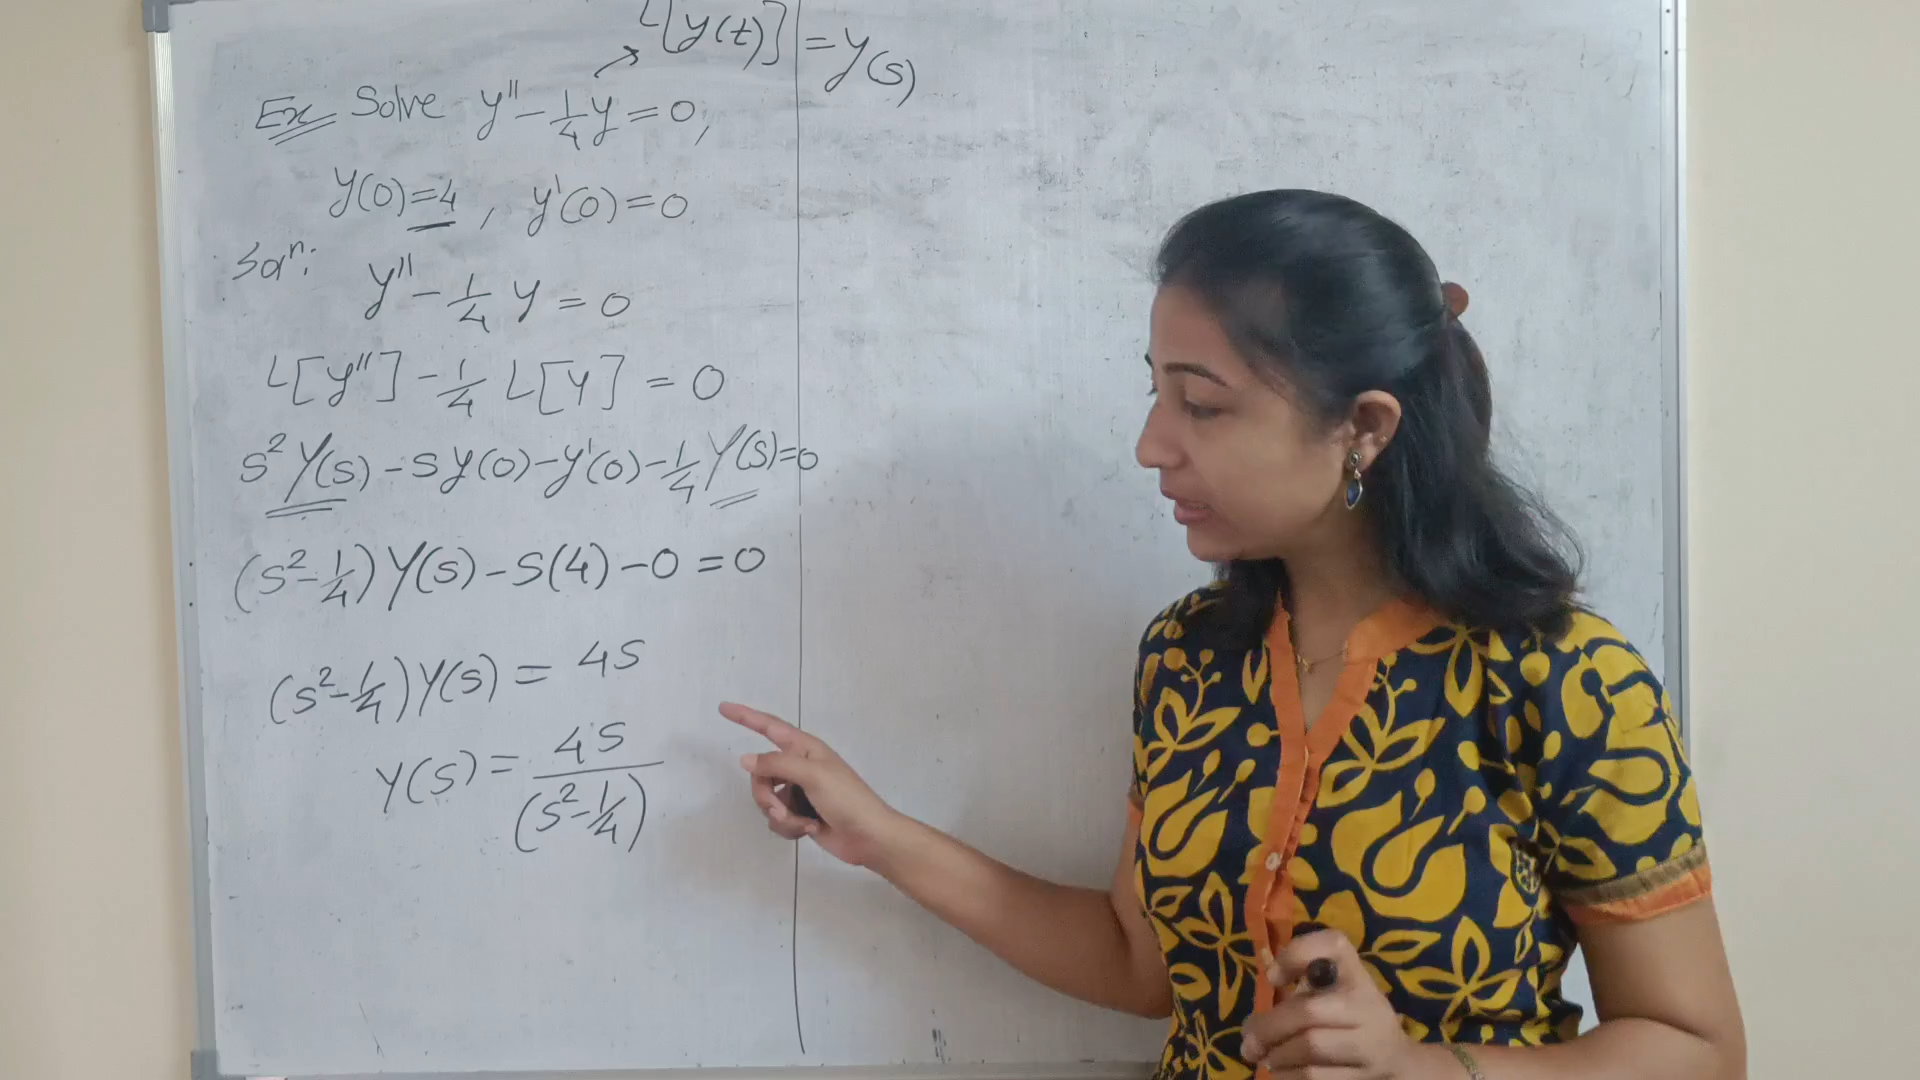 L[y(t)] = Y(s)
Ex Solve y'' - 1/4 y = 0,
y(0) = 4, y'(0) = 0
Solⁿ:
y'' - 1/4 y = 0
L[y''] - 1/4 L[y] = 0
s² Y(s) - s y(0) - y'(0) - 1/4 Y(s) = 0
(s² - 1/4) Y(s) - s(4) - 0 = 0
(s² - 1/4) Y(s) = 4s
Y(s) = 4s / (s² - 1/4)